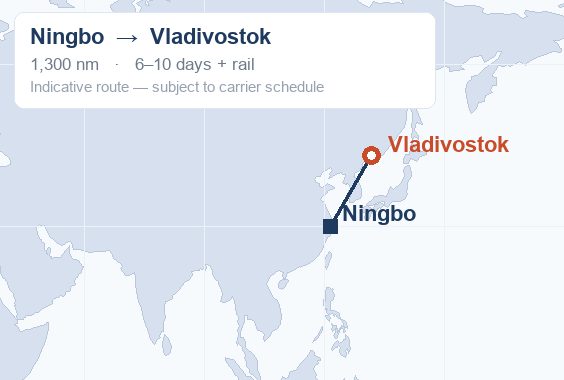 Ningbo → Vladivostok
1,300 nm · 6–10 days + rail
Indicative route — subject to carrier schedule
Vladivostok
Ningbo